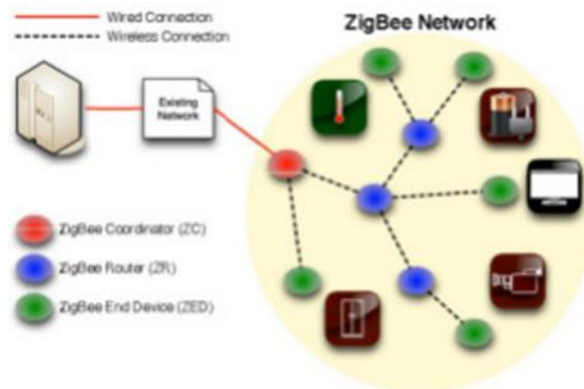 Wired Connection
Wireless Connection
ZigBee Network
Existing
Network
ZigBee Coordinator (ZC)
ZigBee Router (ZR)
ZigBee End Device (ZED)